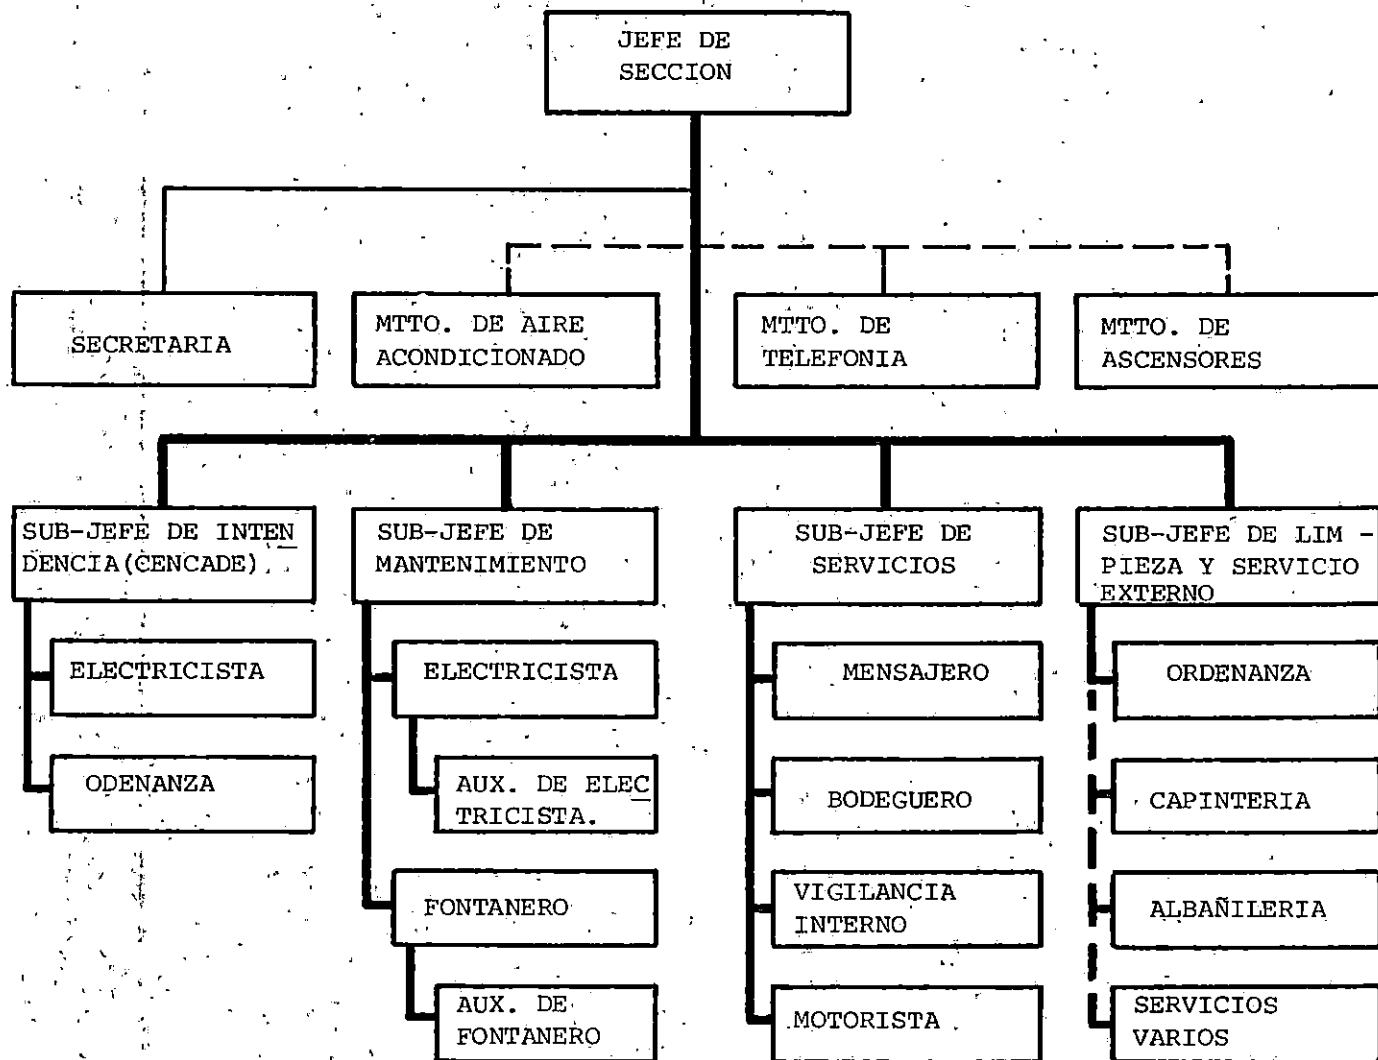 JEFE DE
SECCION
SECRETARIA
MTTO. DE AIRE
ACONDICIONADO
MTTO. DE
TELEFONIA
MTTO. DE
ASCENSORES
SUB-JEFE DE INTEN
DENCIA(CENCADE)
ELECTRICISTA
ODENANZA
SUB-JEFE DE
MANTENIMIENTO
ELECTRICISTA
AUX. DE ELEC
TRICISTA.
FONTANERO
AUX. DE
FONTANERO
SUB-JEFE DE
SERVICIOS
MENSAJERO
BODEGUERO
VIGILANCIA
INTERNO
MOTORISTA
SUB-JEFE DE LIM -
PIEZA Y SERVICIO
EXTERNO
ORDENANZA
CAPINTERIA
ALBAÑILERIA
SERVICIOS
VARIOS